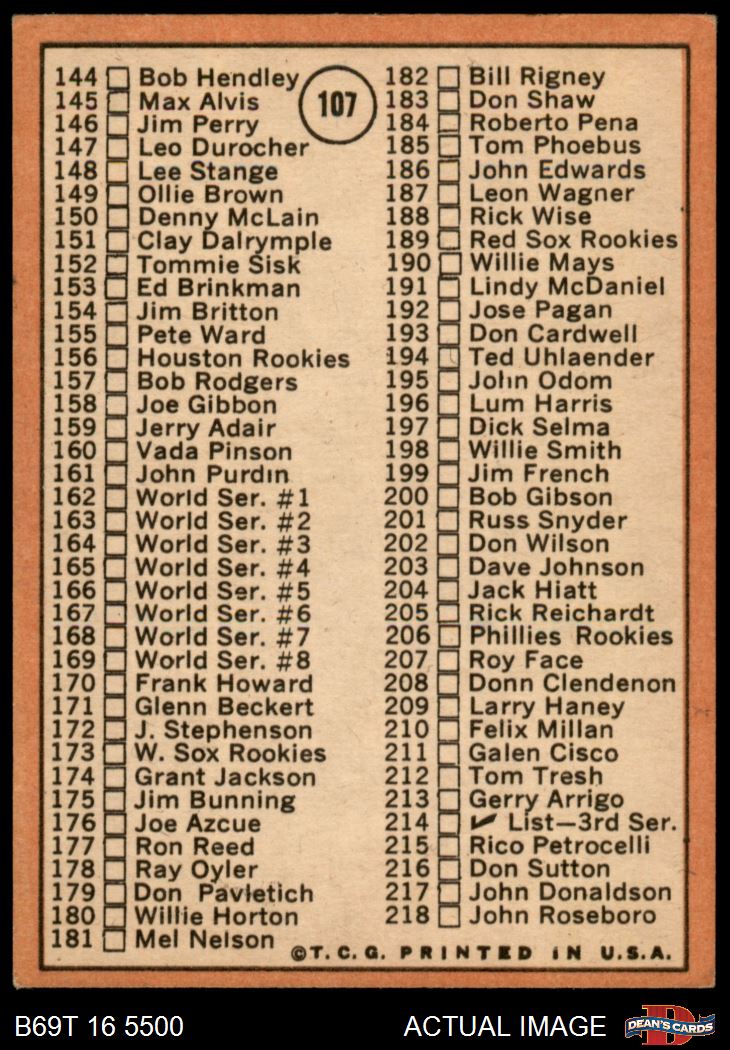 107
144 Bob Hendley
145 Max Alvis
146 Jim Perry
147 Leo Durocher
148 Lee Stange
149 Ollie Brown
150 Denny McLain
151 Clay Dalrymple
152 Tommie Sisk
153 Ed Brinkman
154 Jim Britton
155 Pete Ward
156 Houston Rookies
157 Bob Rodgers
158 Joe Gibbon
159 Jerry Adair
160 Vada Pinson
161 John Purdin
162 World Ser. #1
163 World Ser. #2
164 World Ser. #3
165 World Ser. #4
166 World Ser. #5
167 World Ser. #6
168 World Ser. #7
169 World Ser. #8
170 Frank Howard
171 Glenn Beckert
172 J. Stephenson
173 W. Sox Rookies
174 Grant Jackson
175 Jim Bunning
176 Joe Azcue
177 Ron Reed
178 Ray Oyler
179 Don Pavletich
180 Willie Horton
181 Mel Nelson
182 Bill Rigney
183 Don Shaw
184 Roberto Pena
185 Tom Phoebus
186 John Edwards
187 Leon Wagner
188 Rick Wise
189 Red Sox Rookies
190 Willie Mays
191 Lindy McDaniel
192 Jose Pagan
193 Don Cardwell
194 Ted Uhlaender
195 John Odom
196 Lum Harris
197 Dick Selma
198 Willie Smith
199 Jim French
200 Bob Gibson
201 Russ Snyder
202 Don Wilson
203 Dave Johnson
204 Jack Hiatt
205 Rick Reichardt
206 Phillies Rookies
207 Roy Face
208 Donn Clendenon
209 Larry Haney
210 Felix Millan
211 Galen Cisco
212 Tom Tresh
213 Gerry Arrigo
214 ✔ List—3rd Ser.
215 Rico Petrocelli
216 Don Sutton
217 John Donaldson
218 John Roseboro
©T. C. G. PRINTED IN U.S.A.
B69T 16 5500
ACTUAL IMAGE
D
DEAN'S CARDS